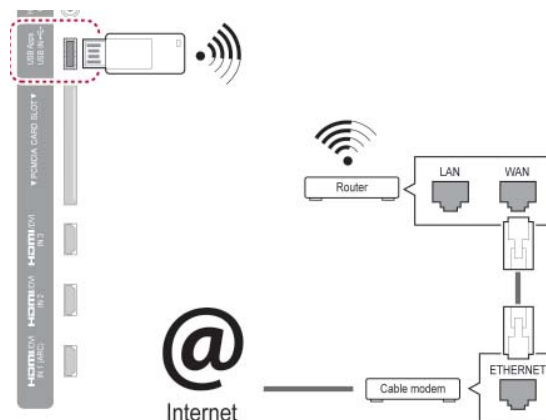 USB Apps
USB IN
▼ PCMCIA CARD SLOT ▼
HDMI/DVI
IN 3
HDMI/DVI
IN 2
HDMI/DVI
IN 1 (ARC)
Router
LAN WAN
ETHERNET
Cable modem
@
Internet